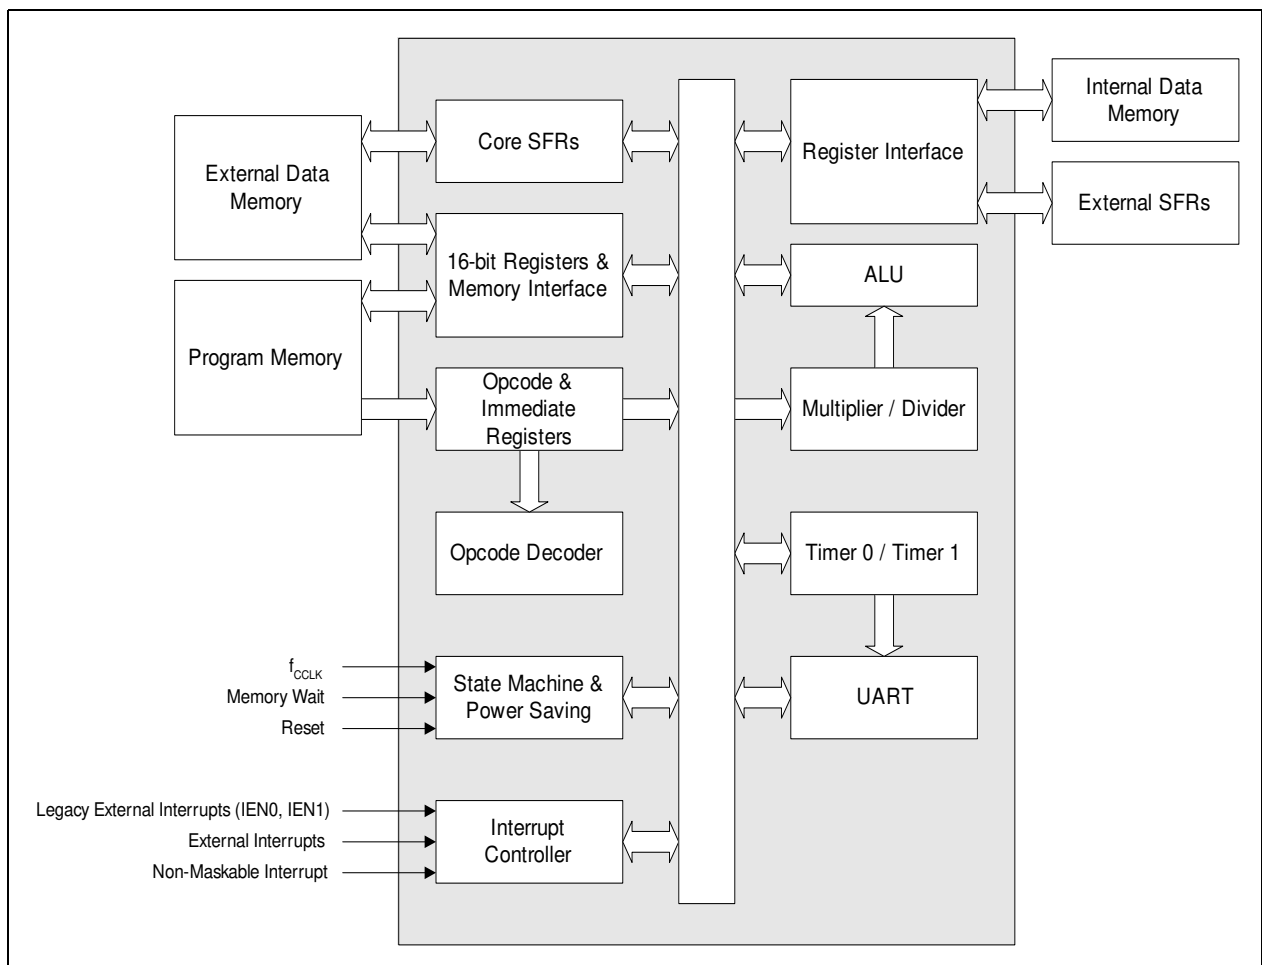 External Data
Memory
Program Memory
Core SFRs
16-bit Registers &
Memory Interface
Opcode &
Immediate
Registers
Opcode Decoder
State Machine &
Power Saving
Interrupt
Controller
fCCLK
Memory Wait
Reset
Legacy External Interrupts (IEN0, IEN1)
External Interrupts
Non-Maskable Interrupt
Register Interface
ALU
Multiplier / Divider
Timer 0 / Timer 1
UART
Internal Data
Memory
External SFRs